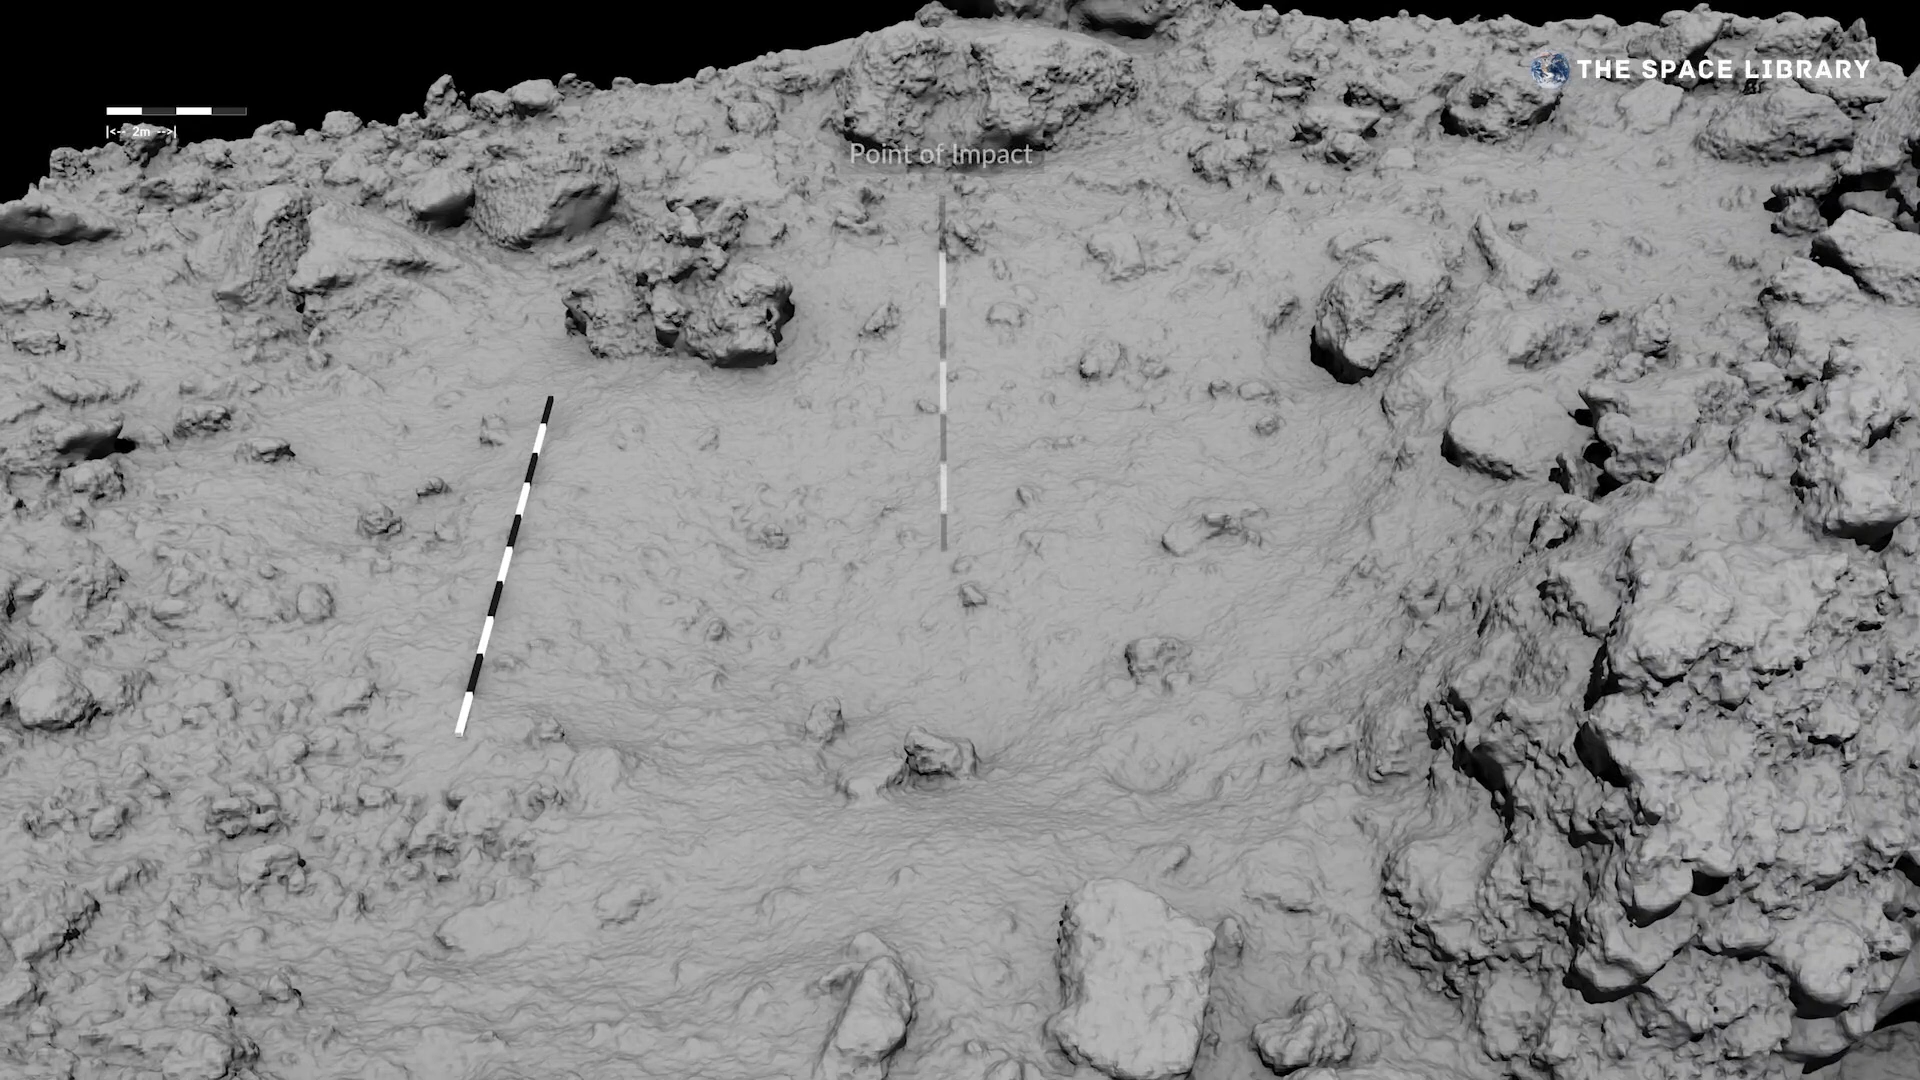 THE SPACE LIBRARY
|<-- 2m -->|
Point of Impact